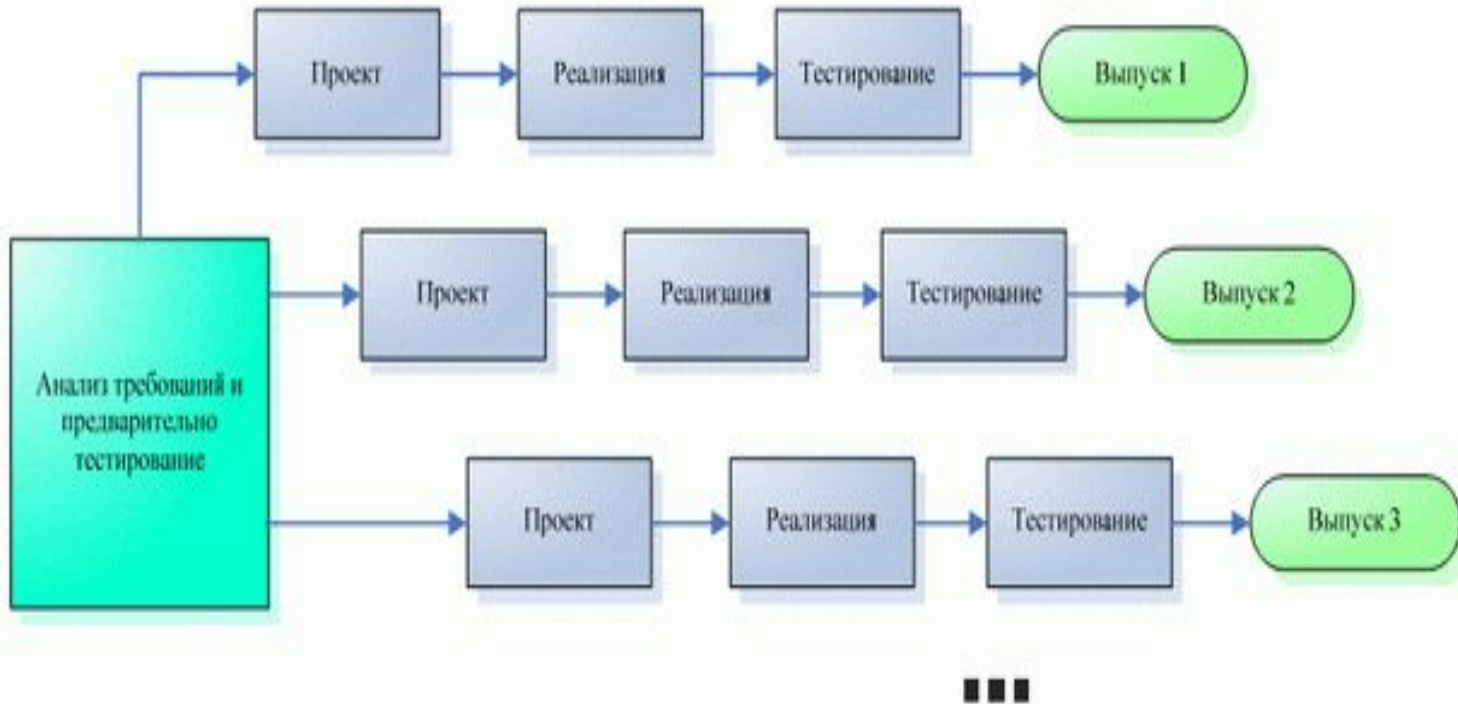 Проект
Реализация
Тестирование
Выпуск 1
Проект
Реализация
Тестирование
Выпуск 2
Анализ требований и
предварительно
тестирование
Проект
Реализация
Тестирование
Выпуск 3
...